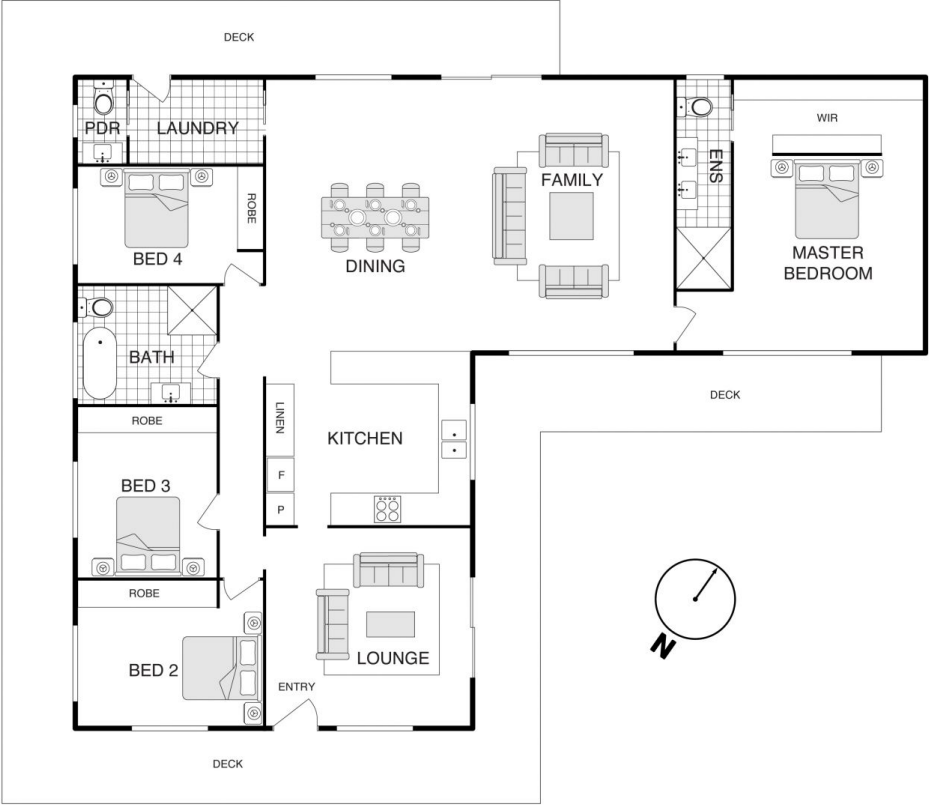 DECK
PDR
LAUNDRY
WIR
ENS
FAMILY
ROBE
BED 4
DINING
MASTER
BEDROOM
BATH
DECK
ROBE
LINEN
KITCHEN
F
BED 3
P
ROBE
N
LOUNGE
BED 2
ENTRY
DECK